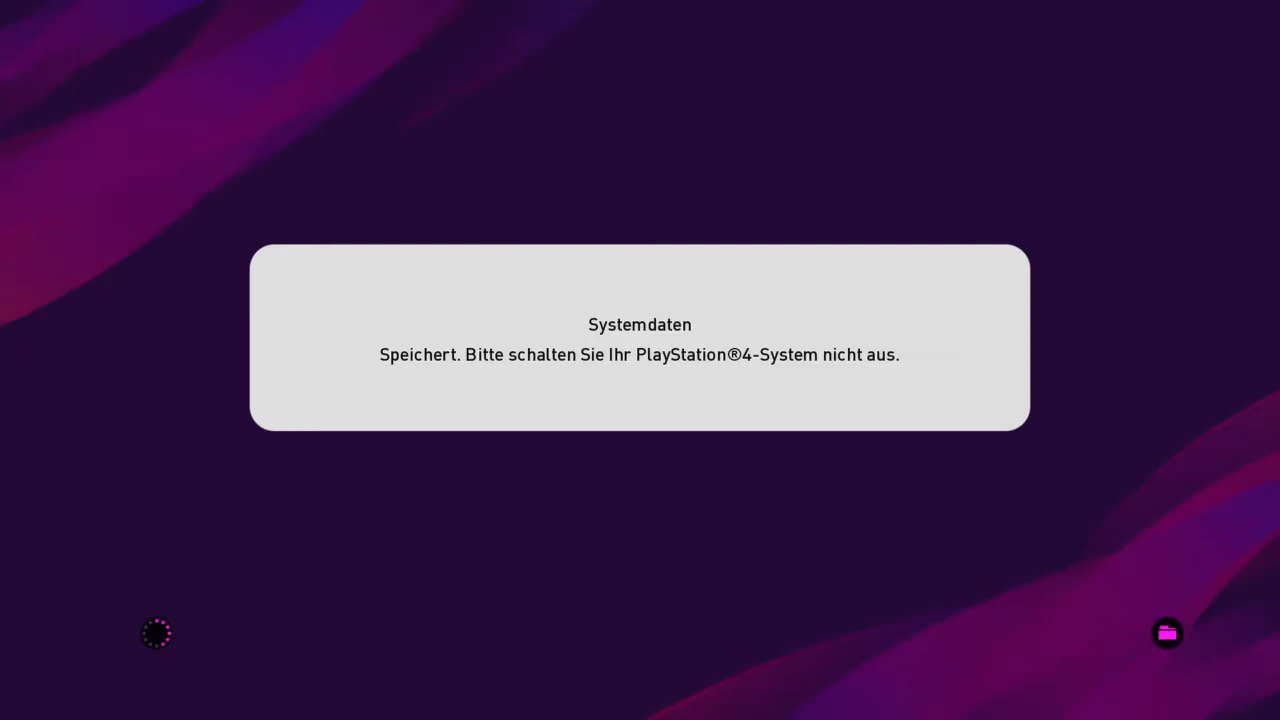 Systemdaten
Speichert. Bitte schalten Sie Ihr PlayStation®4-System nicht aus.